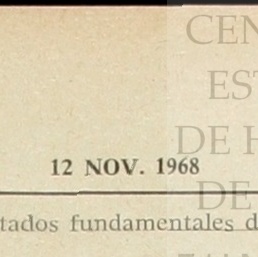 CEN
EST
DE H
12 NOV. 1968
DE
tados fundamentales d